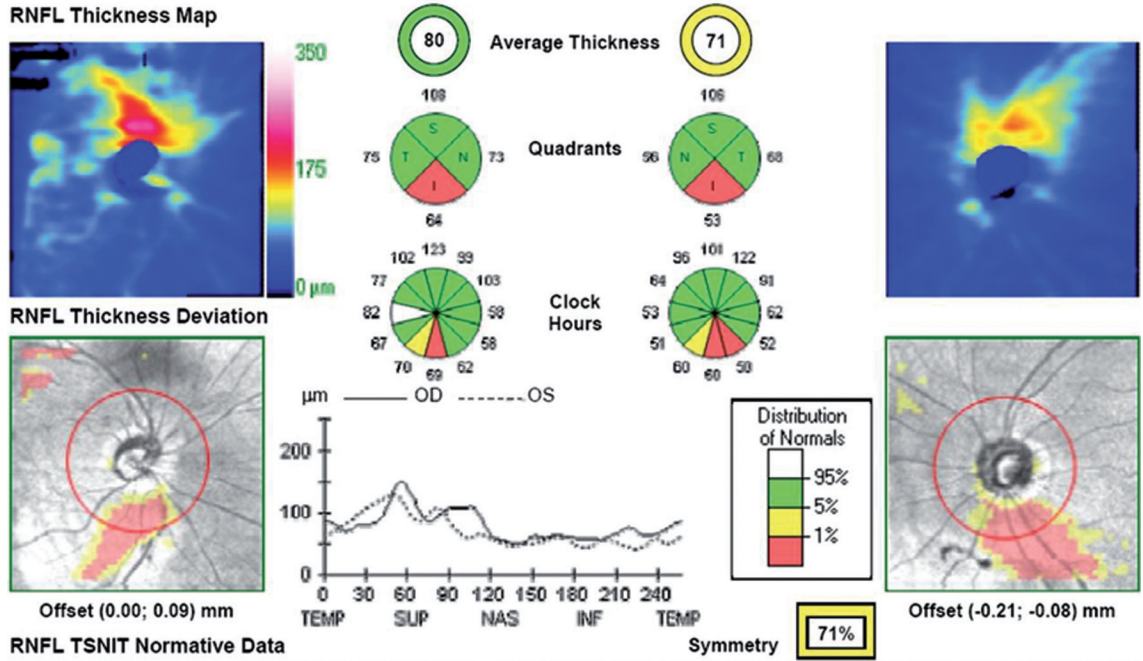 RNFL Thickness Map
80
Average Thickness
71
350
175
0 µm
108
S
T
N
75
73
I
64
Quadrants
106
S
N
T
56
68
I
53
102 123 99
77 103
82 58
67 58
70 69 62
Clock
Hours
96 101 122
64 91
53 62
51 52
60 60 59
RNFL Thickness Deviation
µm OD OS
200
100
0
0 30 60 80 90 120 150 180 210 240
TEMP SUP NAS INF TEMP
Distribution
of Normals
95%
5%
1%
Offset (0.00; 0.09) mm
Offset (-0.21; -0.08) mm
RNFL TSNIT Normative Data
Symmetry
71%